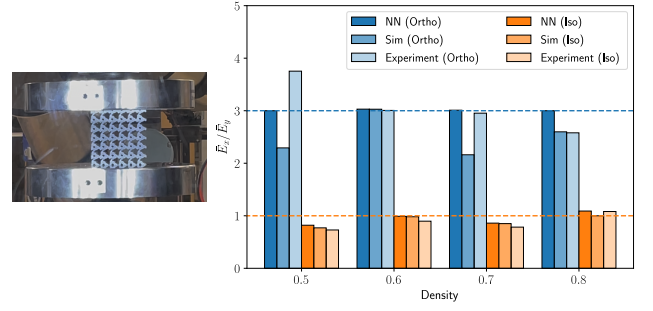 5
4
3
2
1
0
Ēx/Ēy
NN (Ortho)
Sim (Ortho)
Experiment (Ortho)
NN (Iso)
Sim (Iso)
Experiment (Iso)
0.5
0.6
0.7
0.8
Density